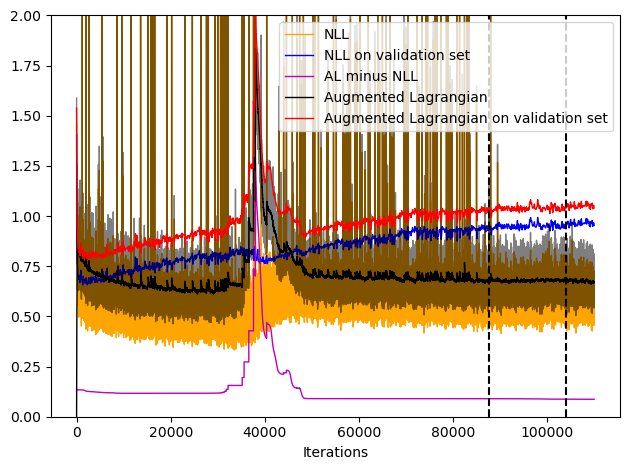 2.00
1.75
1.50
1.25
1.00
0.75
0.50
0.25
0.00
NLL
NLL on validation set
AL minus NLL
Augmented Lagrangian
Augmented Lagrangian on validation set
0 20000 40000 60000 80000 100000
Iterations